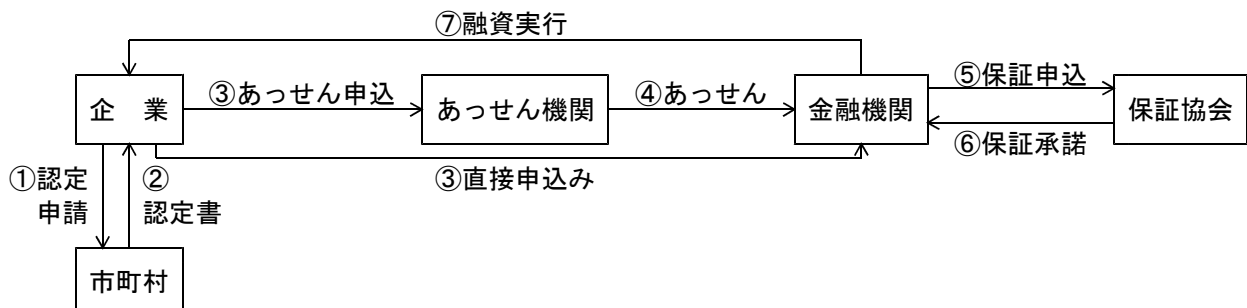 ⑦融資実行
企　業
③あっせん申込
あっせん機関
④あっせん
金融機関
⑤保証申込
保証協会
⑥保証承諾
③直接申込み
①認定
申請
②
認定書
市町村